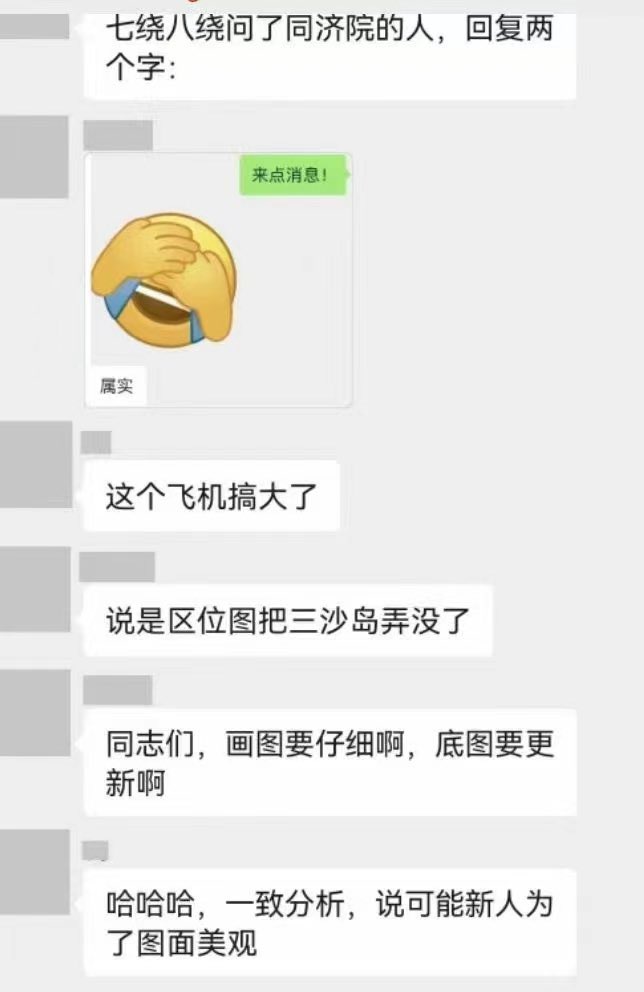 七绕八绕问了同济院的人，回复两
个字：
来点消息！
属实
这个飞机搞大了
说是区位图把三沙岛弄没了
同志们，画图要仔细啊，底图要更
新啊
哈哈哈，一致分析，说可能新人为
了图面美观